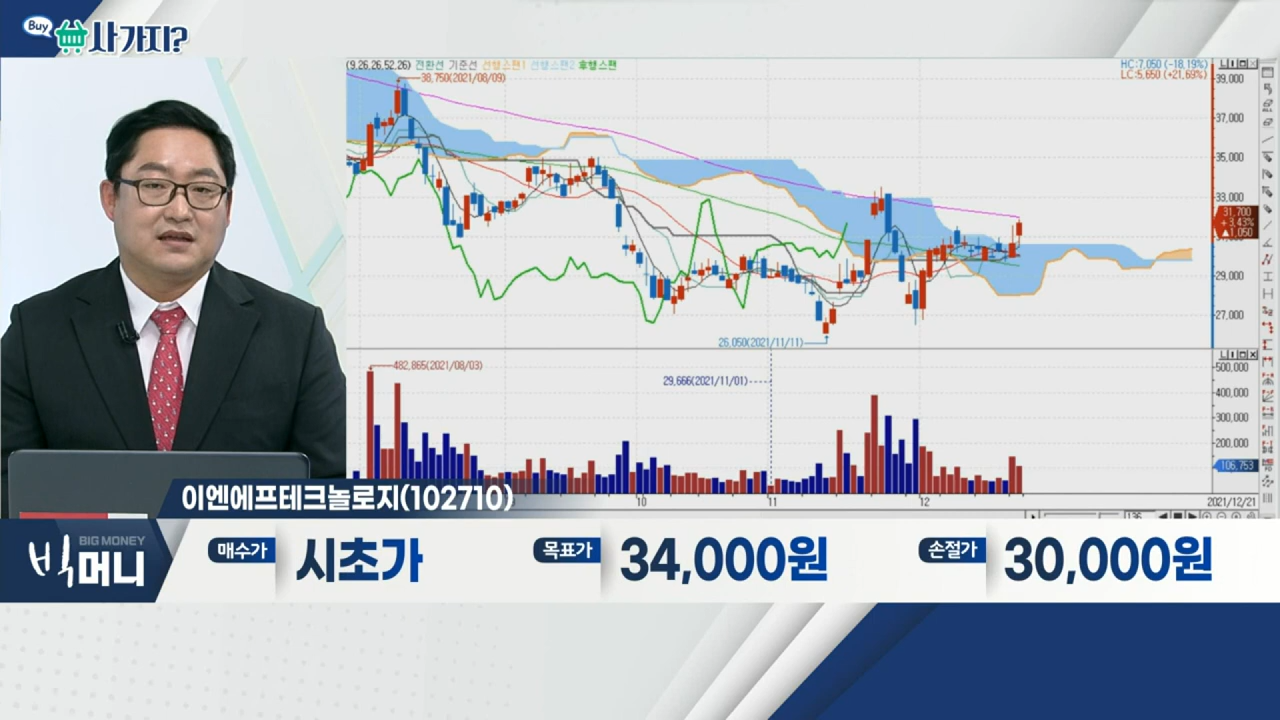 Buy
사가지?
(9,26,26,52,26) 전환선 기준선 선행스팬1 선행스팬2 후행스팬
38,750(2021/08/09)
HC:7,050 (-18.19%)
LC:5,650 (+21.69%)
39,000
37,000
35,000
33,000
31,700
+3.43%
▲1,050
29,000
27,000
26,050(2021/11/11)
482,865(2021/08/03)
29,666(2021/11/01)
500,000
400,000
300,000
200,000
106,753
10
11
12
2021/12/21
136
이엔에프테크놀로지(102710)
BIG MONEY
빅머니
매수가
시초가
목표가
34,000원
손절가
30,000원